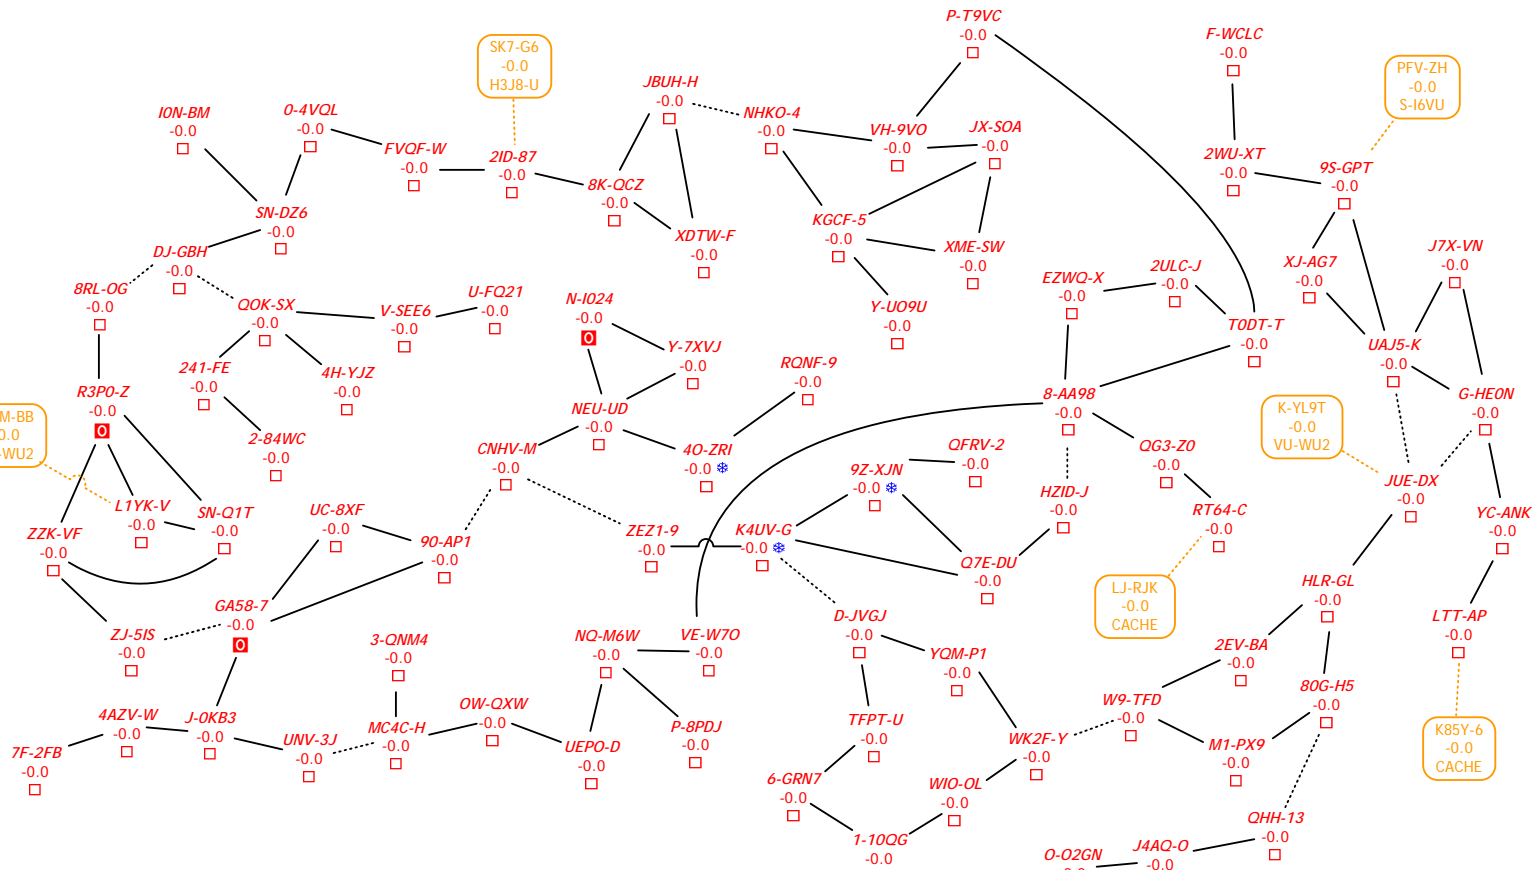 P-T9VC
-0.0
F-WCLC
-0.0
SK7-G6
-0.0
H3J8-U
PFV-ZH
-0.0
S-I6VU
JBUH-H
-0.0
I0N-BM
-0.0
0-4VQL
-0.0
NHKO-4
-0.0
VH-9VO
-0.0
JX-SOA
-0.0
FVQF-W
-0.0
2ID-87
-0.0
2WU-XT
-0.0
9S-GPT
-0.0
8K-QCZ
-0.0
SN-DZ6
-0.0
KGCF-5
-0.0
XDTW-F
-0.0
XME-SW
-0.0
DJ-GBH
-0.0
J7X-VN
-0.0
XJ-AG7
-0.0
2ULC-J
-0.0
EZWQ-X
-0.0
8RL-OG
-0.0
U-FQ21
-0.0
N-I024
-0.0
0
QOK-SX
-0.0
V-SEE6
-0.0
Y-UO9U
-0.0
T0DT-T
-0.0
Y-7XVJ
-0.0
UAJ5-K
-0.0
RQNF-9
-0.0
241-FE
-0.0
4H-YJZ
-0.0
R3P0-Z
-0.0
0
8-AA98
-0.0
G-HE0N
-0.0
NEU-UD
-0.0
K-YL9T
-0.0
VU-WU2
M-BB
0.0
-WU2
2-84WC
-0.0
CNHV-M
-0.0
4O-ZRI
-0.0
QFRV-2
-0.0
QG3-Z0
-0.0
9Z-XJN
-0.0
JUE-DX
-0.0
HZID-J
-0.0
L1YK-V
-0.0
SN-Q1T
-0.0
UC-8XF
-0.0
RT64-C
-0.0
YC-ANK
-0.0
ZZK-VF
-0.0
90-AP1
-0.0
ZEZ1-9
-0.0
K4UV-G
-0.0
Q7E-DU
-0.0
HLR-GL
-0.0
LJ-RJK
-0.0
CACHE
GA58-7
-0.0
0
D-JVGJ
-0.0
LTT-AP
-0.0
ZJ-5IS
-0.0
3-QNM4
-0.0
NQ-M6W
-0.0
VE-W7O
-0.0
YQM-P1
-0.0
2EV-BA
-0.0
80G-H5
-0.0
W9-TFD
-0.0
OW-QXW
-0.0
4AZV-W
-0.0
J-0KB3
-0.0
TFPT-U
-0.0
MC4C-H
-0.0
P-8PDJ
-0.0
K85Y-6
-0.0
CACHE
UNV-3J
-0.0
WK2F-Y
-0.0
UEPO-D
-0.0
M1-PX9
-0.0
7F-2FB
-0.0
6-GRN7
-0.0
WIO-OL
-0.0
QHH-13
-0.0
1-10QG
-0.0
J4AQ-O
-0.0
O-O2GN